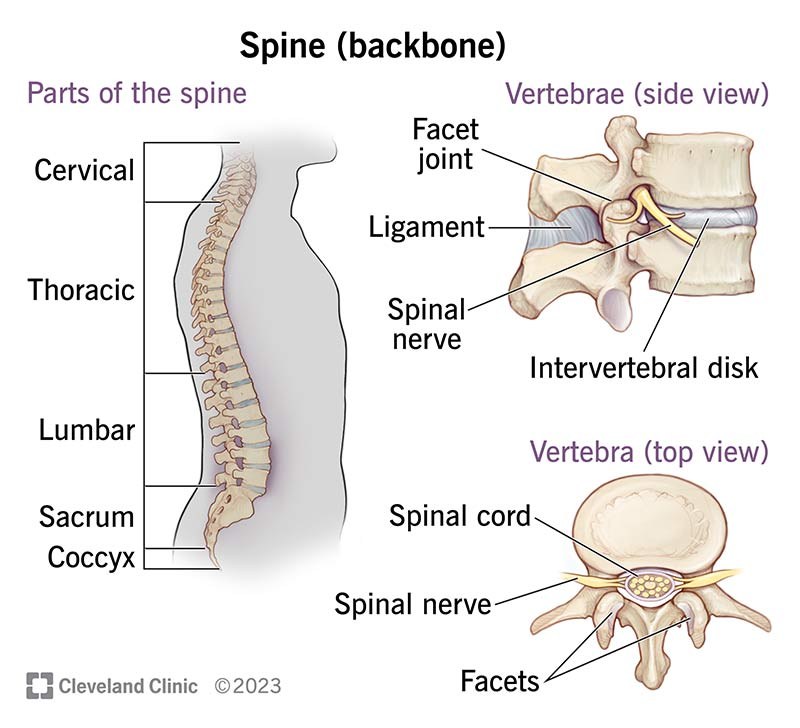 Spine (backbone)
Parts of the spine
Cervical
Thoracic
Lumbar
Sacrum
Coccyx
Vertebrae (side view)
Facet
joint
Ligament
Spinal
nerve
Intervertebral disk
Vertebra (top view)
Spinal cord
Spinal nerve
Facets
Cleveland Clinic ©2023